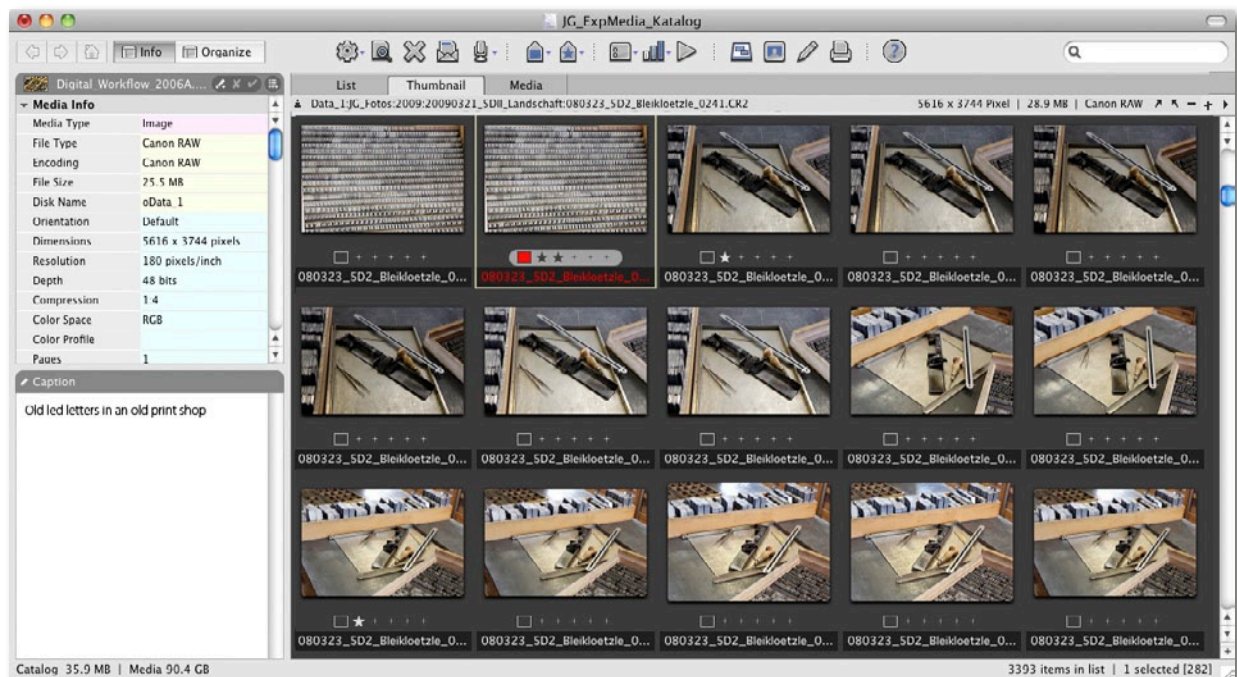 JG_ExpMedia_Katalog
Info
Organize
Digital_Workflow_2006A....
List
Thumbnail
Media
Data_1:JG_Fotos:2009:20090321_5DII_Landschaft:080323_5D2_Bleikloetzle_0241.CR2
5616 x 3744 Pixel | 28.9 MB | Canon RAW
Media Info
Media Type Image
File Type Canon RAW
Encoding Canon RAW
File Size 25.5 MB
Disk Name oData_1
Orientation Default
Dimensions 5616 x 3744 pixels
Resolution 180 pixels/inch
Depth 48 bits
Compression 1:4
Color Space RGB
Color Profile
Pages 1
Caption
Old led letters in an old print shop
080323_5D2_Bleikloetzle_0... 080323_5D2_Bleikloetzle_0... 080323_5D2_Bleikloetzle_0... 080323_5D2_Bleikloetzle_0... 080323_5D2_Bleikloetzle_0...
080323_5D2_Bleikloetzle_0... 080323_5D2_Bleikloetzle_0... 080323_5D2_Bleikloetzle_0... 080323_5D2_Bleikloetzle_0... 080323_5D2_Bleikloetzle_0...
080323_5D2_Bleikloetzle_0... 080323_5D2_Bleikloetzle_0... 080323_5D2_Bleikloetzle_0... 080323_5D2_Bleikloetzle_0... 080323_5D2_Bleikloetzle_0...
Catalog 35.9 MB | Media 90.4 GB
3393 items in list | 1 selected [282]